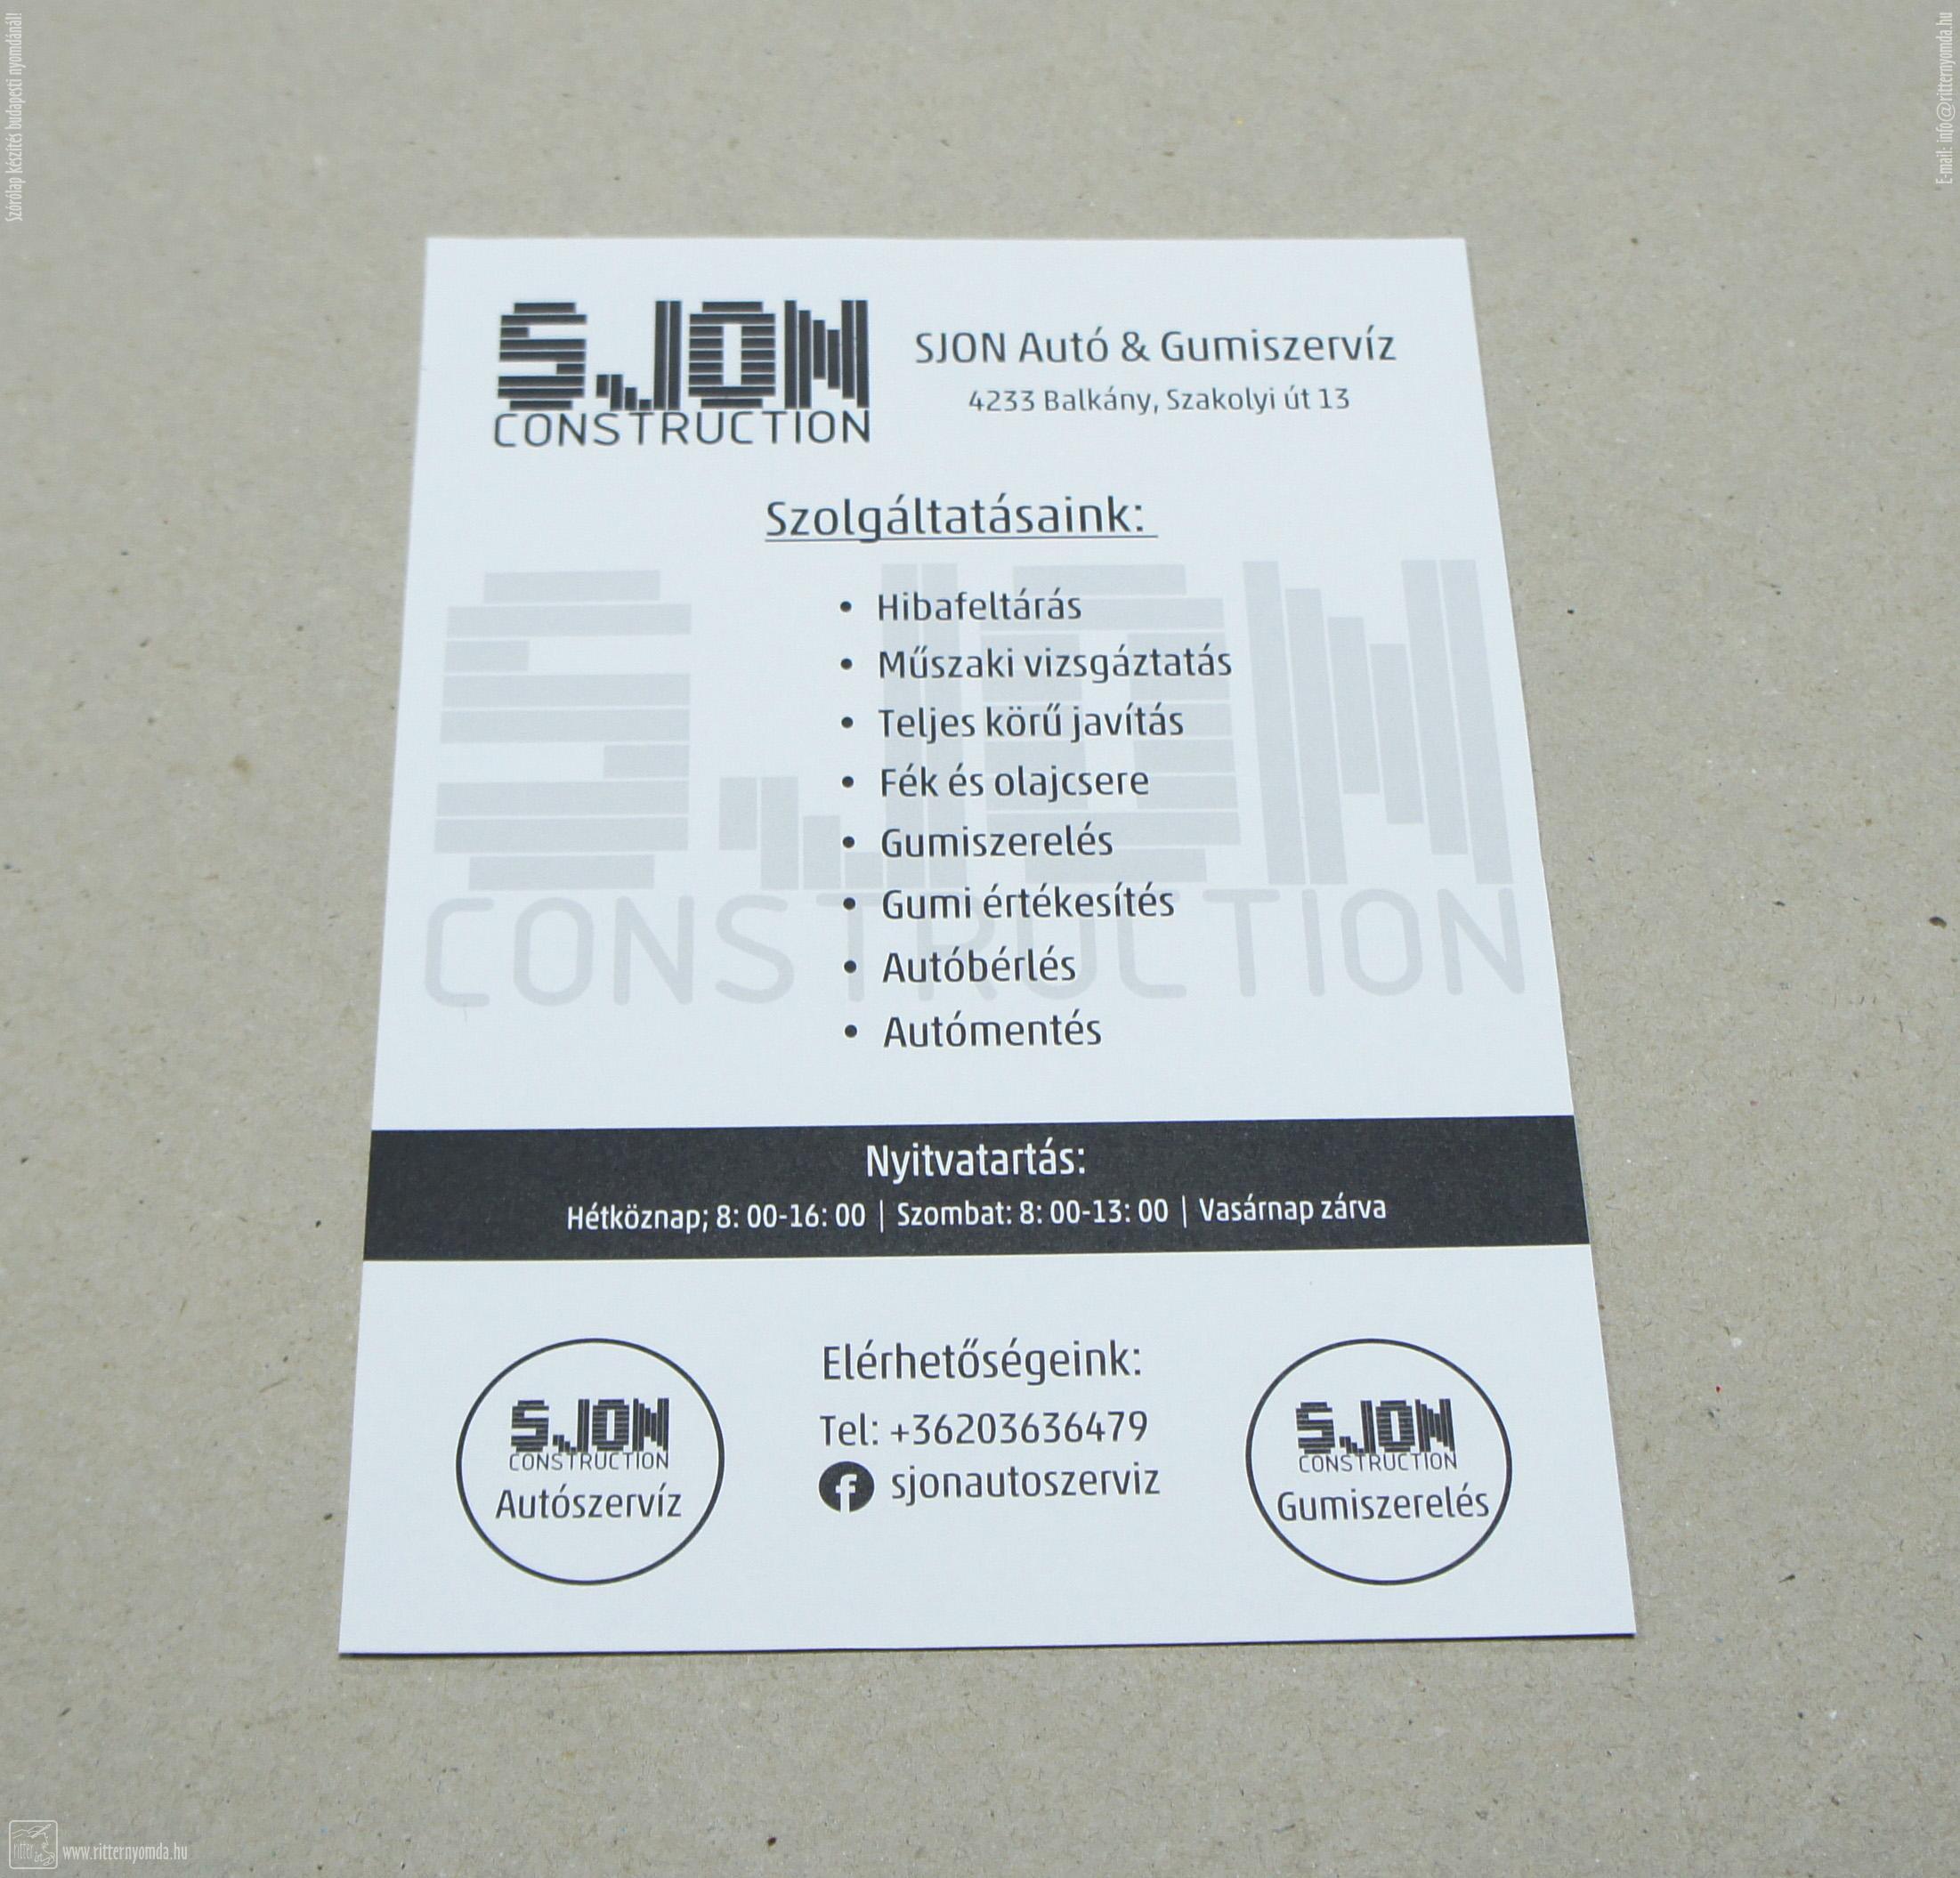 Szórólap készítés budapesti nyomdánál!
E-mail: info@ritternyomda.hu
SJON
CONSTRUCTION
SJON Autó & Gumiszervíz
4233 Balkány, Szakolyi út 13
Szolgáltatásaink:
SJON
CONSTRUCTION
• Hibafeltárás
• Műszaki vizsgáztatás
• Teljes körű javítás
• Fék és olajcsere
• Gumiszerelés
• Gumi értékesítés
• Autóbérlés
• Autómentés
Nyitvatartás:
Hétköznap; 8: 00-16: 00 | Szombat: 8: 00-13: 00 | Vasárnap zárva
SJON
CONSTRUCTION
Autószervíz
Elérhetőségeink:
Tel: +36203636479
sjonautoszerviz
SJON
CONSTRUCTION
Gumiszerelés
ritter
www.ritternyomda.hu